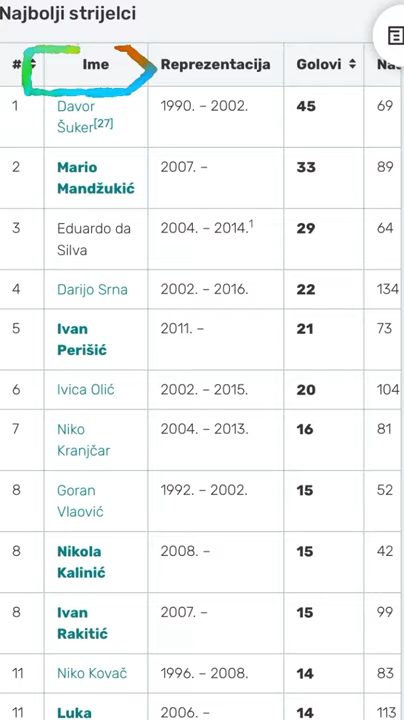 Najbolji strijelci
# Ime Reprezentacija Golovi
1 Davor Šuker[27] 1990. – 2002. 45 69
2 Mario Mandžukić 2007. – 33 89
3 Eduardo da Silva 2004. – 2014.1 29 64
4 Darijo Srna 2002. – 2016. 22 134
5 Ivan Perišić 2011. – 21 73
6 Ivica Olić 2002. – 2015. 20 104
7 Niko Kranjčar 2004. – 2013. 16 81
8 Goran Vlaović 1992. – 2002. 15 52
8 Nikola Kalinić 2008. – 15 42
8 Ivan Rakitić 2007. – 15 99
11 Niko Kovač 1996. – 2008. 14 83
11 Luka 2006. – 14 113